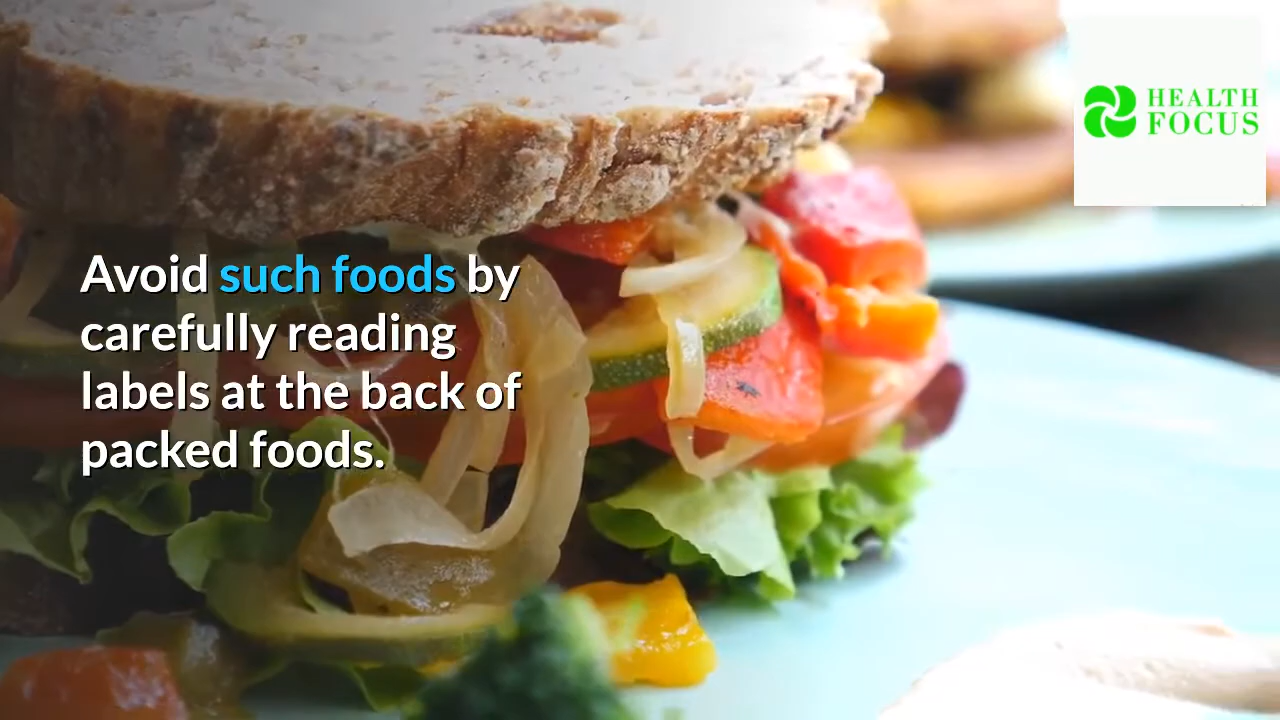 HEALTH
FOCUS
Avoid such foods by
carefully reading
labels at the back of
packed foods.